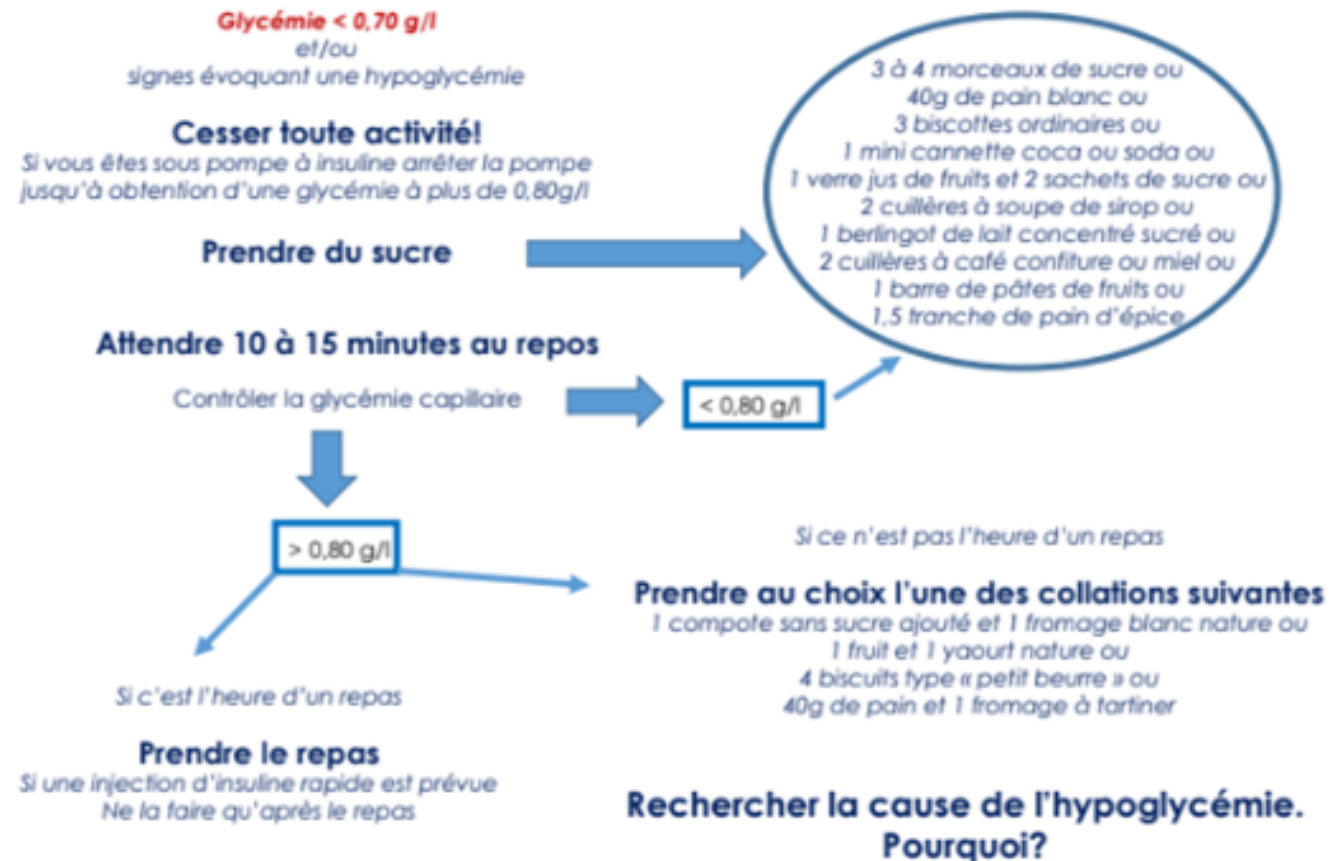 Glycémie < 0,70 g/l
et/ou
signes évoquant une hypoglycémie
Cesser toute activité!
Si vous êtes sous pompe à insuline arrêter la pompe
jusqu'à obtention d'une glycémie à plus de 0,80g/l
Prendre du sucre
3 à 4 morceaux de sucre ou
40g de pain blanc ou
3 biscottes ordinaires ou
1 mini cannette coca ou soda ou
1 verre jus de fruits et 2 sachets de sucre ou
2 cuillères à soupe de sirop ou
1 berlingot de lait concentré sucré ou
2 cuillères à café confiture ou miel ou
1 barre de pâtes de fruits ou
1,5 tranche de pain d'épice
Attendre 10 à 15 minutes au repos
Contrôler la glycémie capillaire
< 0,80 g/l
> 0,80 g/l
Si c'est l'heure d'un repas
Prendre le repas
Si une injection d'insuline rapide est prévue
Ne la faire qu'après le repas
Si ce n'est pas l'heure d'un repas
Prendre au choix l'une des collations suivantes
1 compote sans sucre ajouté et 1 fromage blanc nature ou
1 fruit et 1 yaourt nature ou
4 biscuits type « petit beurre » ou
40g de pain et 1 fromage à tartiner
Rechercher la cause de l'hypoglycémie.
Pourquoi?